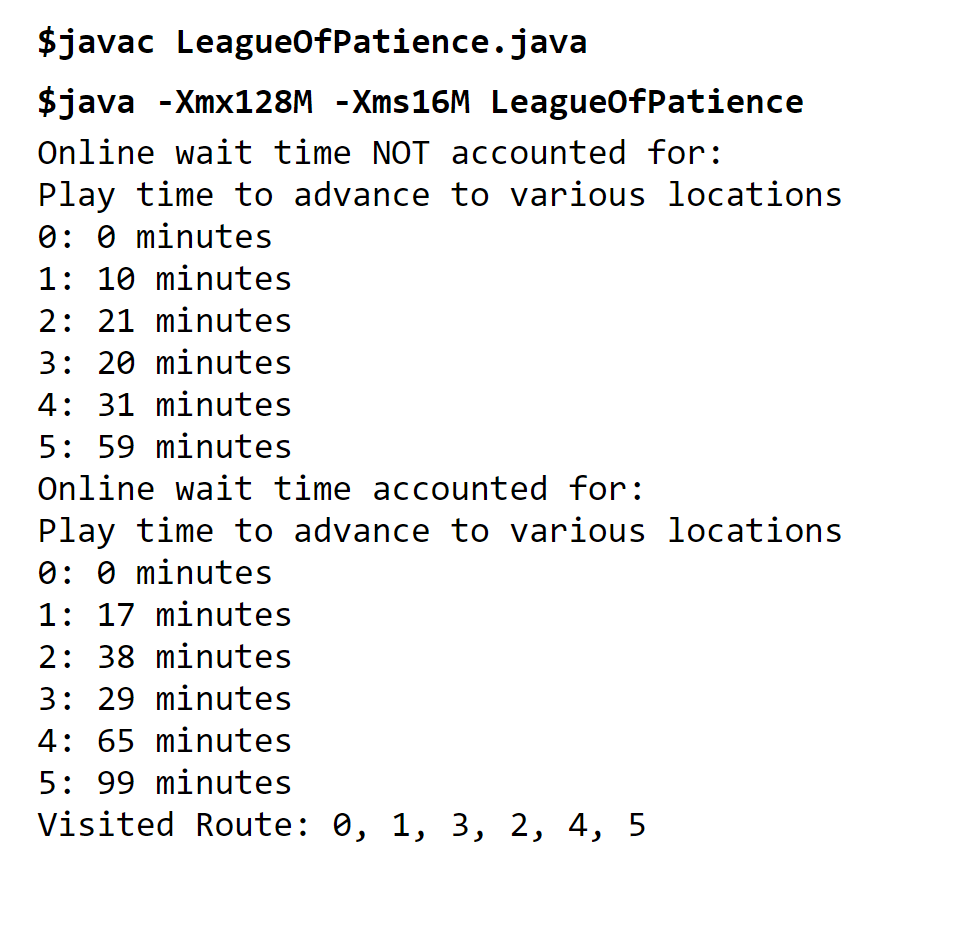 $javac LeagueOfPatience.java
$java -Xmx128M -Xms16M LeagueOfPatience
Online wait time NOT accounted for:
Play time to advance to various locations
0: 0 minutes
1: 10 minutes
2: 21 minutes
3: 20 minutes
4: 31 minutes
5: 59 minutes
Online wait time accounted for:
Play time to advance to various locations
0: 0 minutes
1: 17 minutes
2: 38 minutes
3: 29 minutes
4: 65 minutes
5: 99 minutes
Visited Route: 0, 1, 3, 2, 4, 5